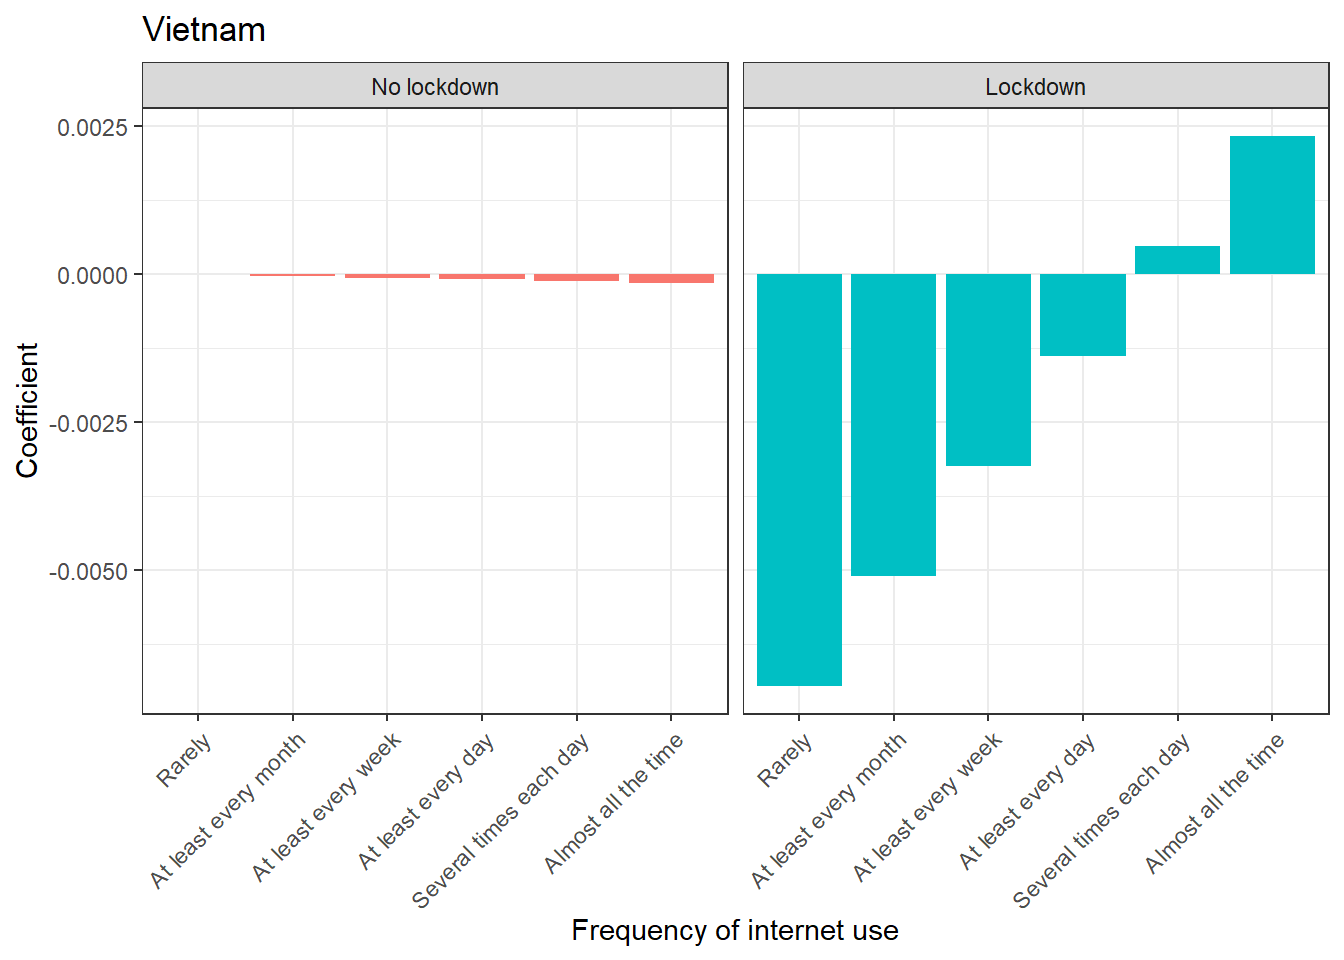 Vietnam
No lockdown
Lockdown
0.0025
0.0000
-0.0025
-0.0050
Coefficient
Rarely
At least every month
At least every week
At least every day
Several times each day
Almost all the time
Rarely
At least every month
At least every week
At least every day
Several times each day
Almost all the time
Frequency of internet use